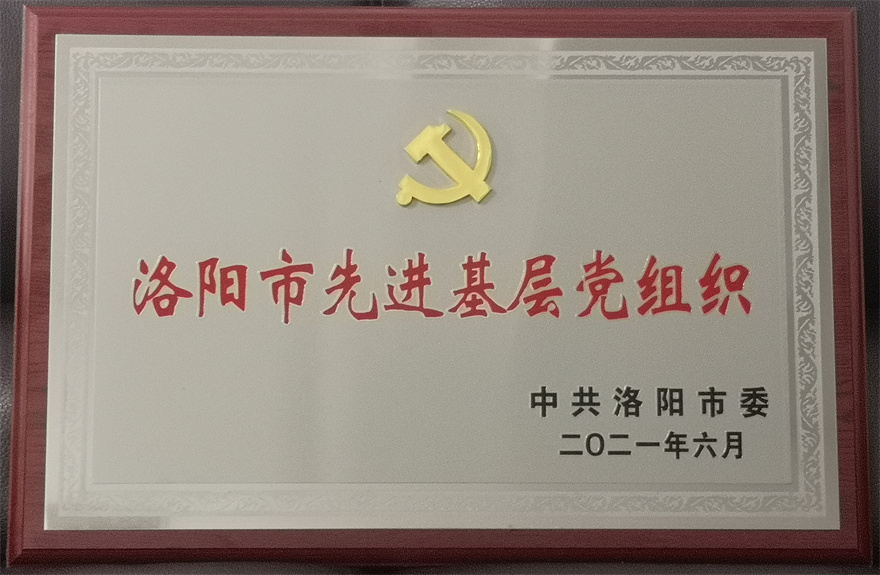 洛阳市先进基层党组织
中共洛阳市委
二〇二一年六月